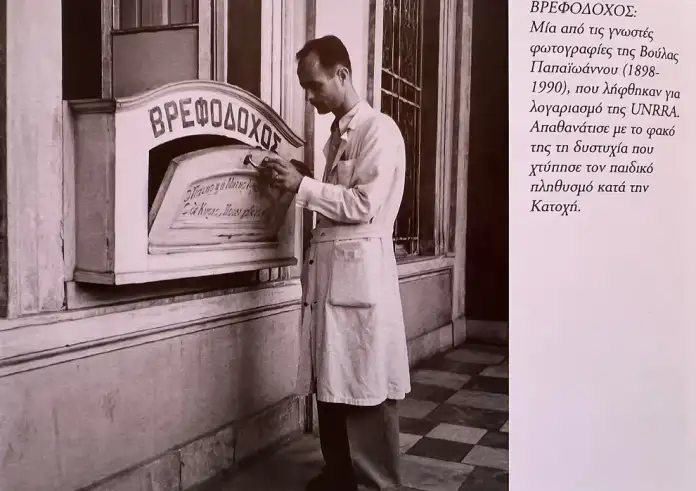 ΒΡΕΦΟΔΟΧΟΣ
ΒΡΕΦΟΔΟΧΟΣ:
Μία από τις γνωστές
φωτογραφίες της Βούλας
Παπαϊωάννου (1898-
1990), που λήφθηκαν για
λογαριασμό της UNRRA.
Απαθανάτισε με το φακό
της τη δυστυχία που
χτύπησε τον παιδικό
πληθυσμό κατά την
Κατοχή.